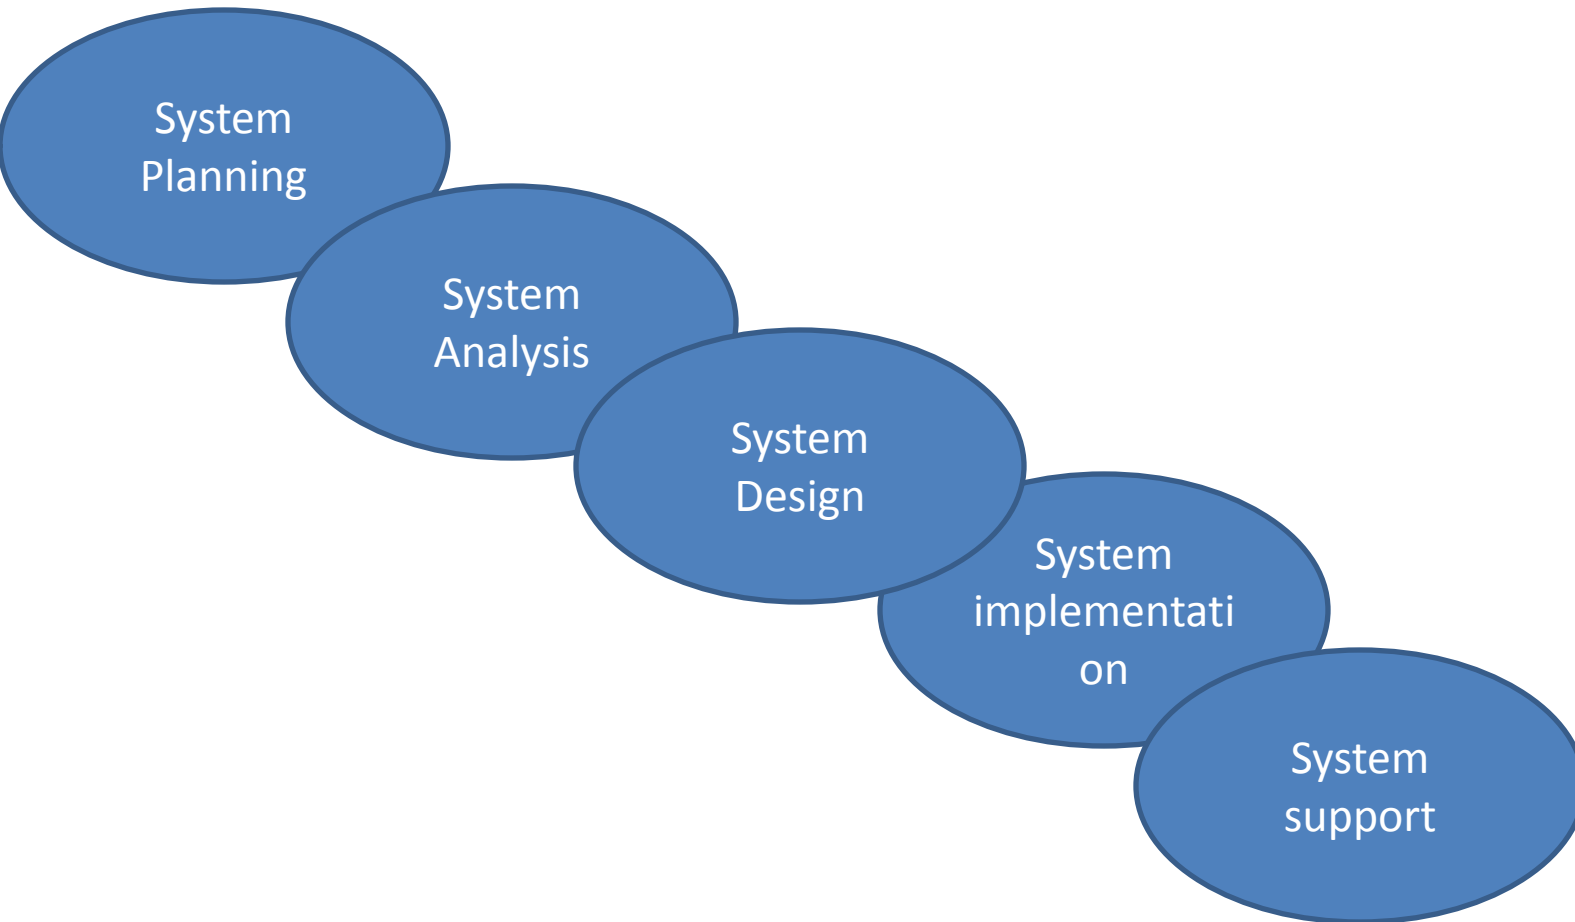 System
Planning
System
Analysis
System
Design
System
implementati
on
System
support